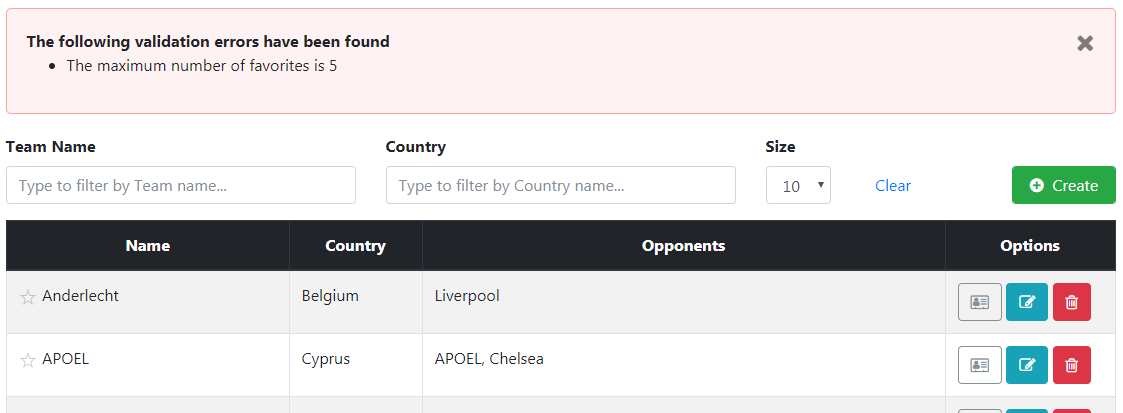 The following validation errors have been found
The maximum number of favorites is 5
Team Name Country Size
Type to filter by Team name... Type to filter by Country name... 10 Clear Create
Name Country Opponents Options
Anderlecht Belgium Liverpool
APOEL Cyprus APOEL, Chelsea